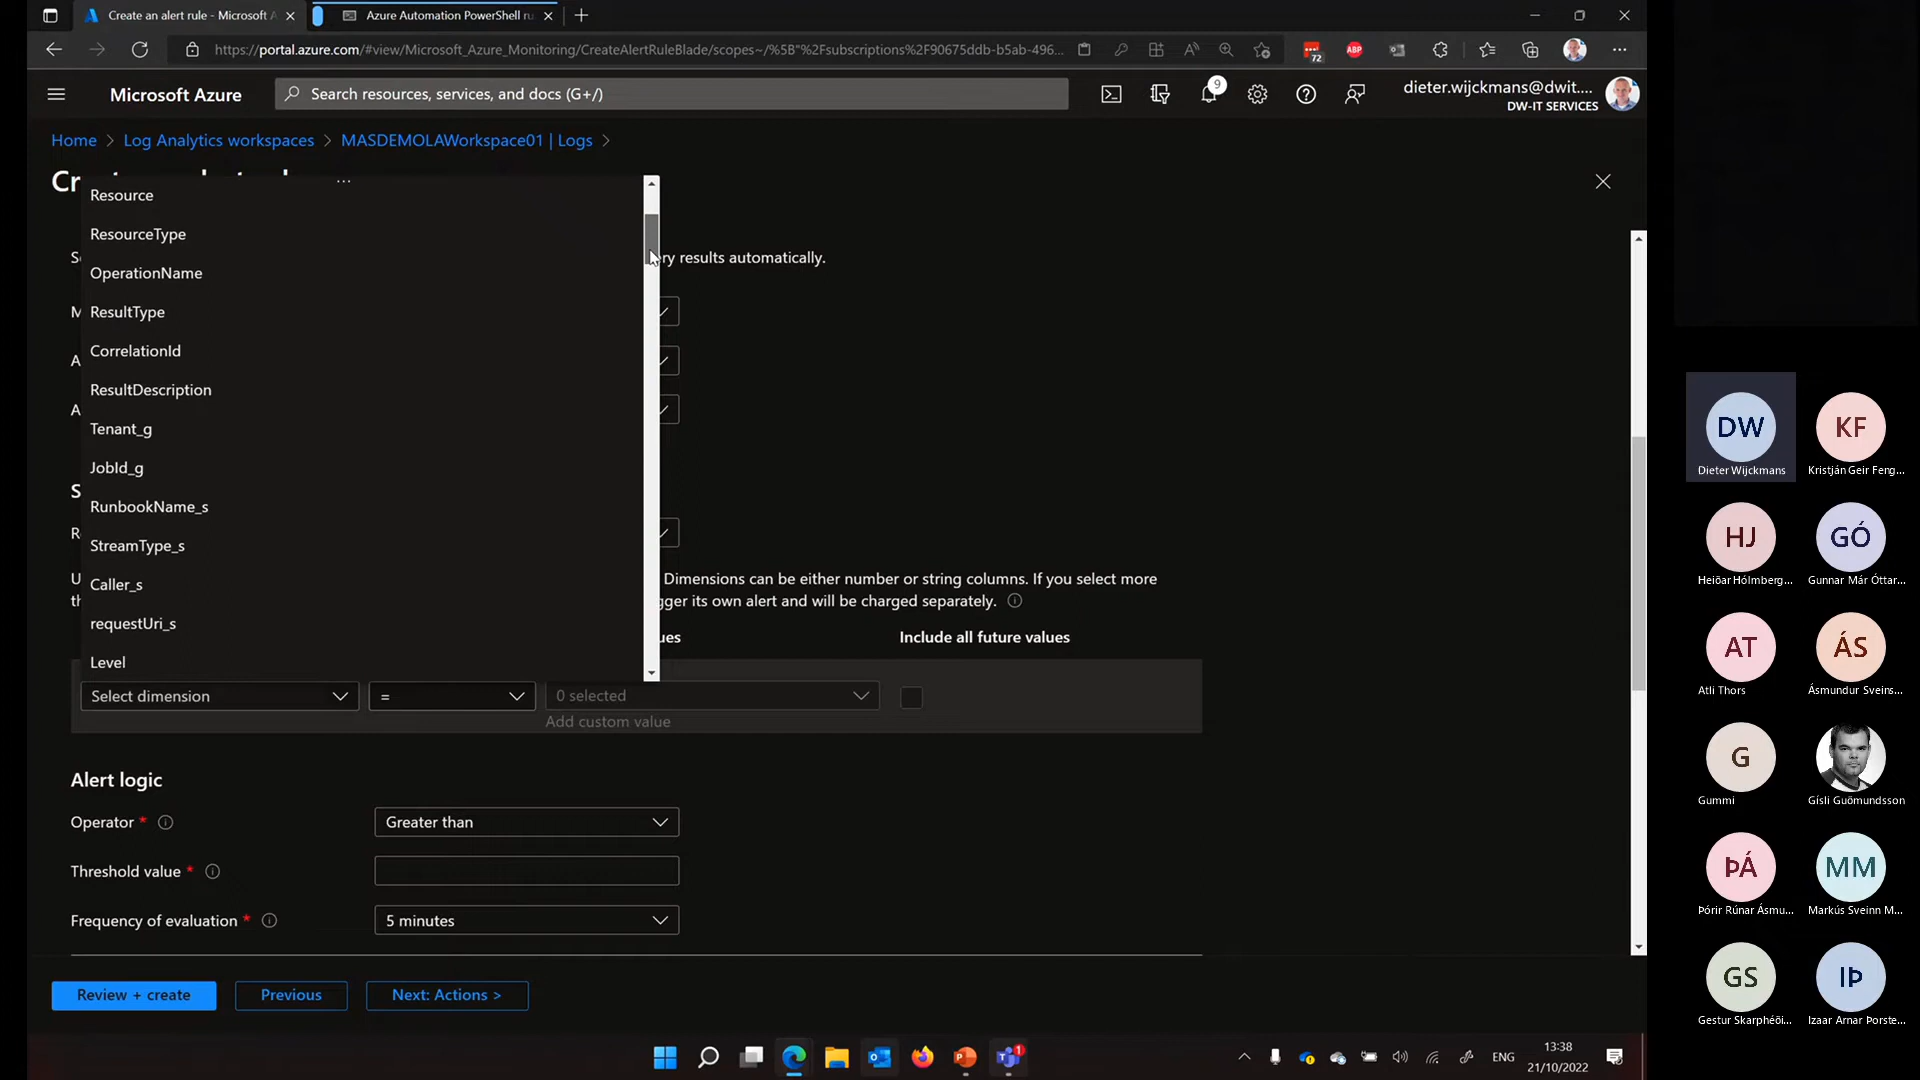 Create an alert rule - Microsoft A
Azure Automation PowerShell ru
https://portal.azure.com/#view/Microsoft_Azure_Monitoring/CreateAlertRuleBlade/scopes~/%5B"%2Fsubscriptions%2F90675ddb-b5ab-496...
72
ABP
Microsoft Azure
Search resources, services, and docs (G+/)
9
dieter.wijckmans@dwit....
DW-IT SERVICES
Home > Log Analytics workspaces > MASDEMOLAWorkspace01 | Logs >
Cr
...
Resource
ResourceType
ry results automatically.
OperationName
M
ResultType
CorrelationId
A
ResultDescription
A
Tenant_g
JobId_g
S
RunbookName_s
StreamType_s
U
Dimensions can be either number or string columns. If you select more
Caller_s
th
gger its own alert and will be charged separately.
requestUri_s
ues
Include all future values
Level
Select dimension
=
0 selected
Add custom value
Alert logic
Operator *
Greater than
Threshold value *
Frequency of evaluation *
5 minutes
Review + create
Previous
Next: Actions >
ENG
13:38
21/10/2022
1
DW
Dieter Wijckmans
KF
Kristján Geir Feng...
HJ
Heiðar Hólmberg...
GÓ
Gunnar Már Óttar...
AT
Atli Thors
ÁS
Ásmundur Sveins...
G
Gummi
Gísli Guðmundsson
ÞÁ
Þórir Rúnar Ásmu...
MM
Markús Sveinn M...
GS
Gestur Skarphéði...
IÞ
Izaar Arnar Þorste...